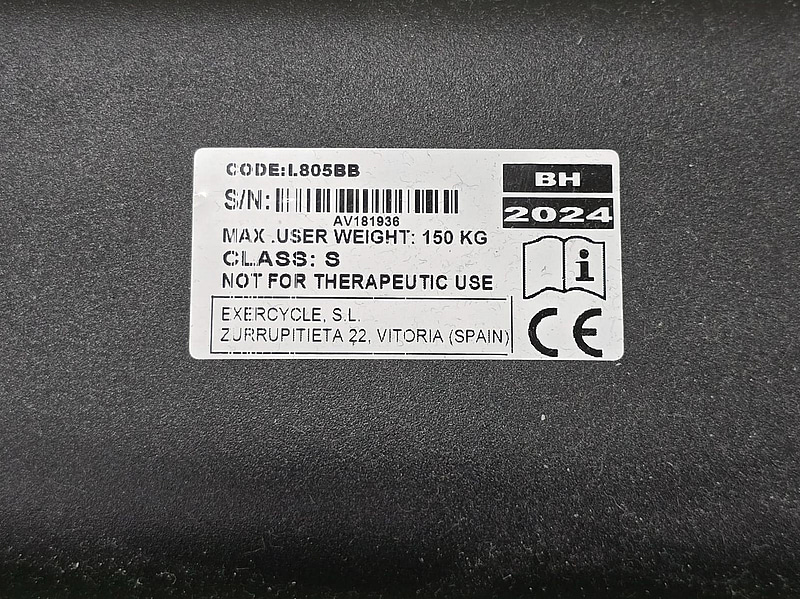 CODE:L805BB
S/N:
AV181936
MAX .USER WEIGHT: 150 KG
CLASS: S
NOT FOR THERAPEUTIC USE
EXERCYCLE, S.L.
ZURRUPITIETA 22, VITORIA (SPAIN)
BH
2024
i
CE